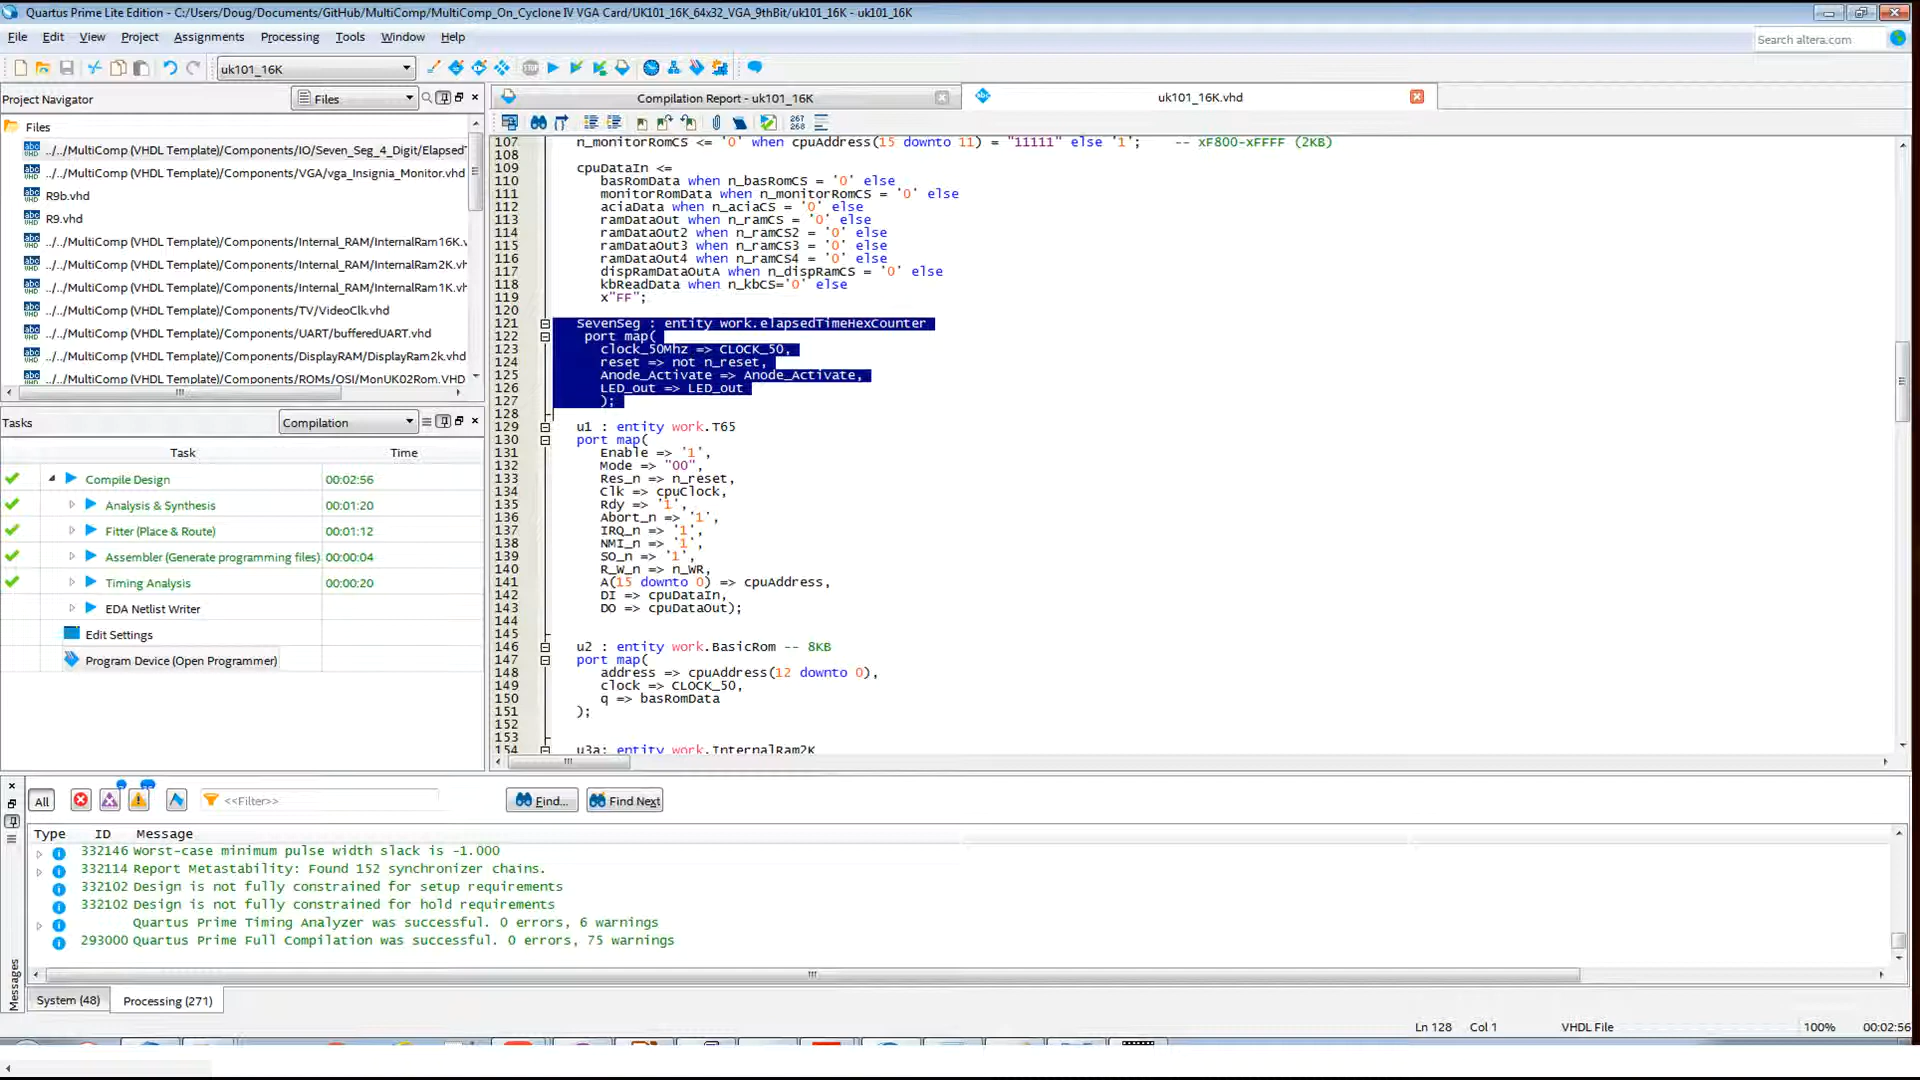 Quartus Prime Lite Edition - C:/Users/Doug/Documents/GitHub/MultiComp/MultiComp_On_Cyclone IV VGA Card/UK101_16K_64x32_VGA_9thBit/uk101_16K - uk101_16K
File Edit View Project Assignments Processing Tools Window Help
Search altera.com
uk101_16K
Project Navigator
Files
Compilation Report - uk101_16K
uk101_16K.vhd
Files
../../MultiComp (VHDL Template)/Components/IO/Seven_Seg_4_Digit/Elapsed
../../MultiComp (VHDL Template)/Components/VGA/vga_Insignia_Monitor.vhd
R9b.vhd
R9.vhd
../../MultiComp (VHDL Template)/Components/Internal_RAM/InternalRam16K.v
../../MultiComp (VHDL Template)/Components/Internal_RAM/InternalRam2K.vh
../../MultiComp (VHDL Template)/Components/Internal_RAM/InternalRam1K.vh
../../MultiComp (VHDL Template)/Components/TV/VideoClk.vhd
../../MultiComp (VHDL Template)/Components/UART/bufferedUART.vhd
../../MultiComp (VHDL Template)/Components/DisplayRAM/DisplayRam2k.vhd
../../MultiComp (VHDL Template)/Components/ROMs/OSI/MonUK02Rom.VHD
Tasks
Compilation
Task Time
Compile Design 00:02:56
Analysis & Synthesis 00:01:20
Fitter (Place & Route) 00:01:12
Assembler (Generate programming files) 00:00:04
Timing Analysis 00:00:20
EDA Netlist Writer
Edit Settings
Program Device (Open Programmer)
267
268
107 n_monitorRomCS <= '0' when cpuAddress(15 downto 11) = "11111" else '1'; -- xF800-xFFFF (2KB)
108
109 cpuDataIn <=
110 basRomData when n_basRomCS = '0' else
111 monitorRomData when n_monitorRomCS = '0' else
112 aciaData when n_aciaCS = '0' else
113 ramDataOut when n_ramCS = '0' else
114 ramDataOut2 when n_ramCS2 = '0' else
115 ramDataOut3 when n_ramCS3 = '0' else
116 ramDataOut4 when n_ramCS4 = '0' else
117 dispRamDataOutA when n_dispRamCS = '0' else
118 kbReadData when n_kbCS='0' else
119 x"FF";
120
121 SevenSeg : entity work.elapsedTimeHexCounter
122 port map(
123 clock_50Mhz => CLOCK_50,
124 reset => not n_reset,
125 Anode_Activate => Anode_Activate,
126 LED_out => LED_out
127 );
128
129 u1 : entity work.T65
130 port map(
131 Enable => '1',
132 Mode => "00",
133 Res_n => n_reset,
134 Clk => cpuClock,
135 Rdy => '1',
136 Abort_n => '1',
137 IRQ_n => '1',
138 NMI_n => '1',
139 SO_n => '1',
140 R_W_n => n_WR,
141 A(15 downto 0) => cpuAddress,
142 DI => cpuDataIn,
143 DO => cpuDataOut);
144
145
146 u2 : entity work.BasicRom -- 8KB
147 port map(
148 address => cpuAddress(12 downto 0),
149 clock => CLOCK_50,
150 q => basRomData
151 );
152
153
154 u3a: entity work.InternalRam2K
All
<<Filter>>
Find...
Find Next
Type ID Message
332146 Worst-case minimum pulse width slack is -1.000
332114 Report Metastability: Found 152 synchronizer chains.
332102 Design is not fully constrained for setup requirements
332102 Design is not fully constrained for hold requirements
Quartus Prime Timing Analyzer was successful. 0 errors, 6 warnings
293000 Quartus Prime Full Compilation was successful. 0 errors, 75 warnings
Messages
System (48)
Processing (271)
Ln 128 Col 1 VHDL File 100% 00:02:56